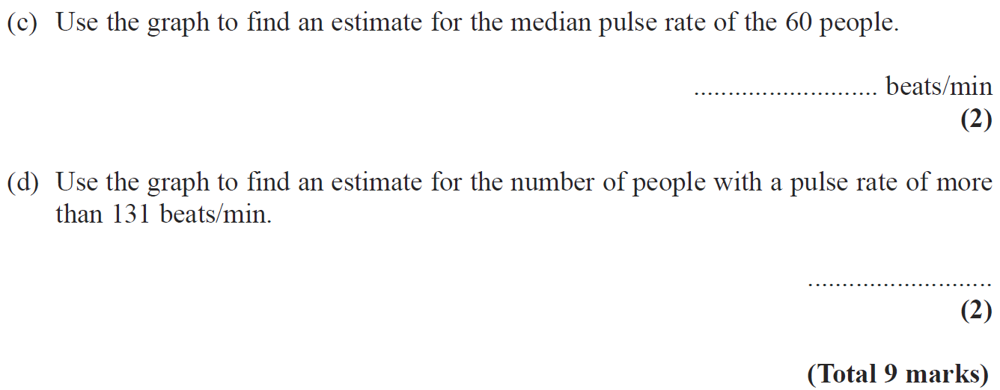 (c) Use the graph to find an estimate for the median pulse rate of the 60 people.
.......................... beats/min
(2)
(d) Use the graph to find an estimate for the number of people with a pulse rate of more
than 131 beats/min.
..........................
(2)
(Total 9 marks)